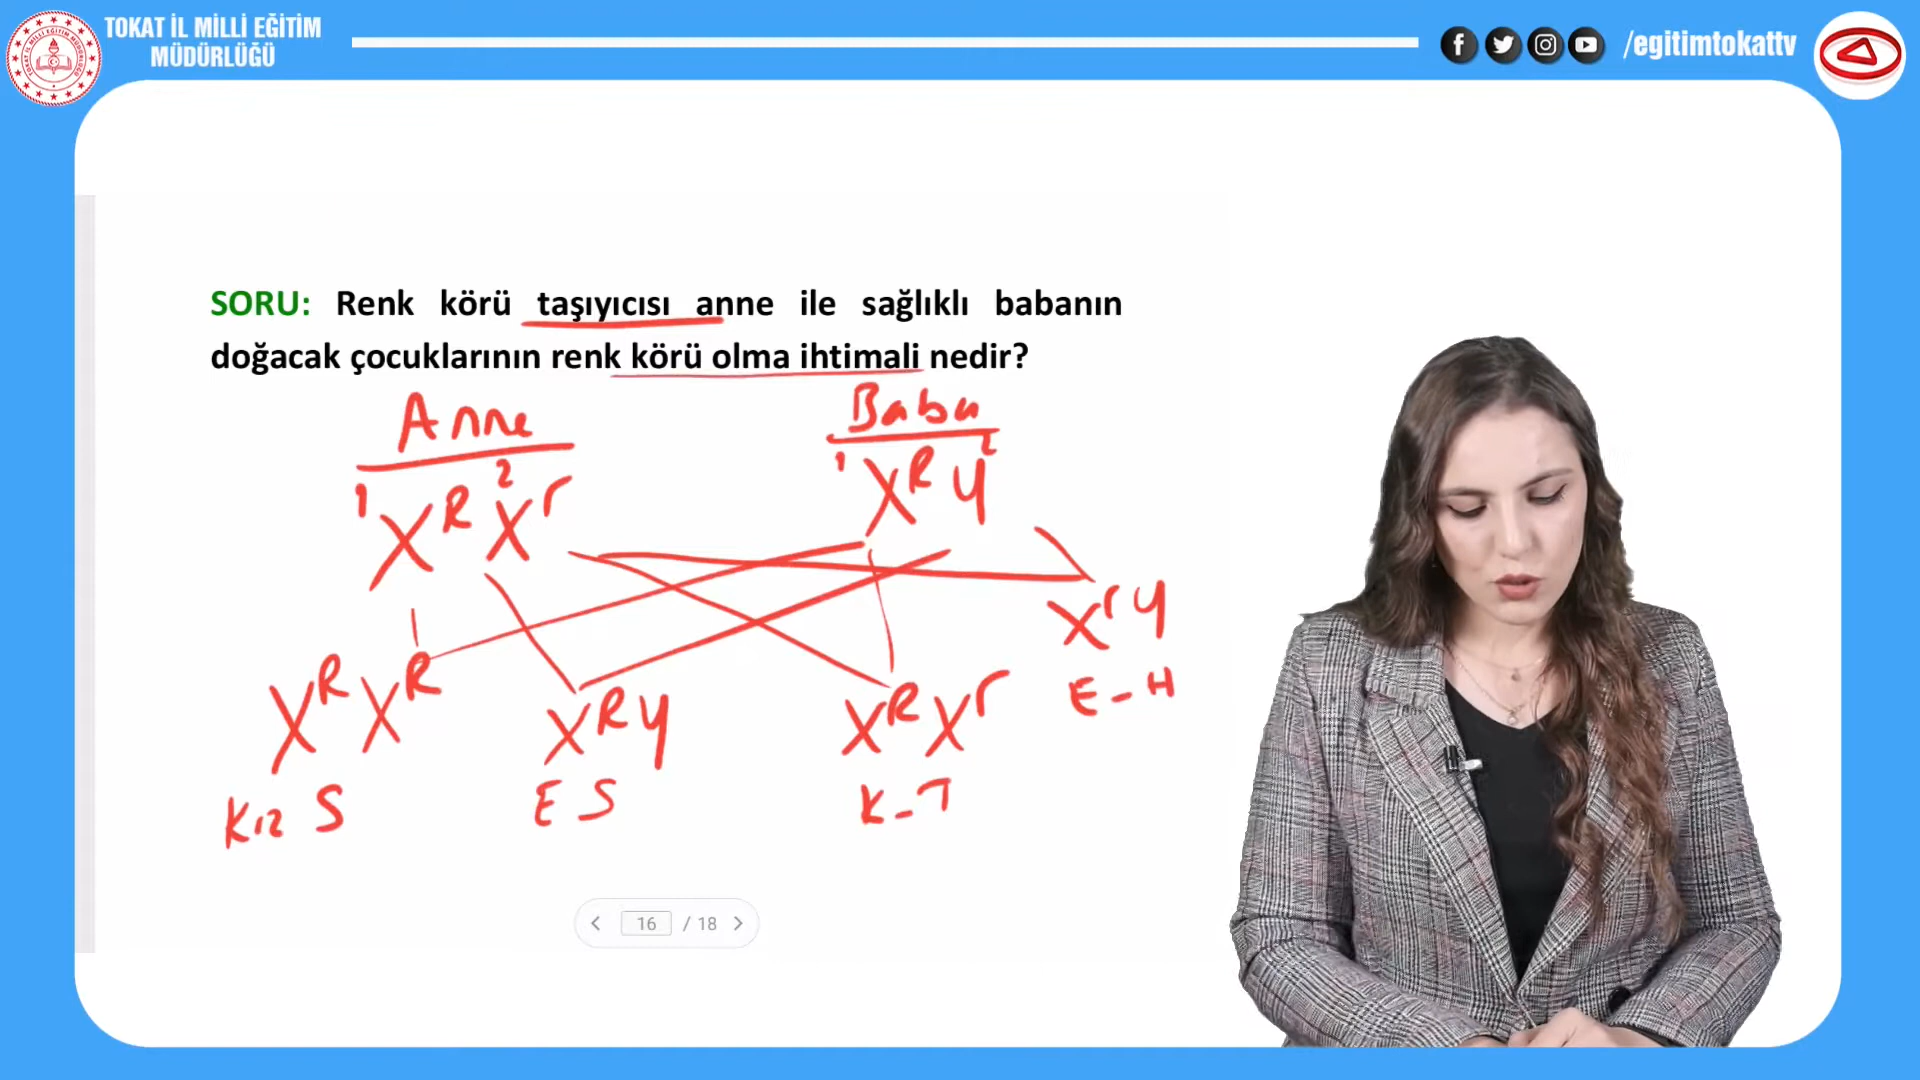 TOKAT İL MİLLİ EĞİTİM
MÜDÜRLÜĞÜ
/egitimtokattv
SORU: Renk körü taşıyıcısı anne ile sağlıklı babanın
doğacak çocuklarının renk körü olma ihtimali nedir?
Anne
Baba
1 X^R 2 X^r
1 X^R Y 2
X^r Y
E - H
X^R X^R
X^R Y
X^R X^r
Kız S
E S
K - T
16 / 18